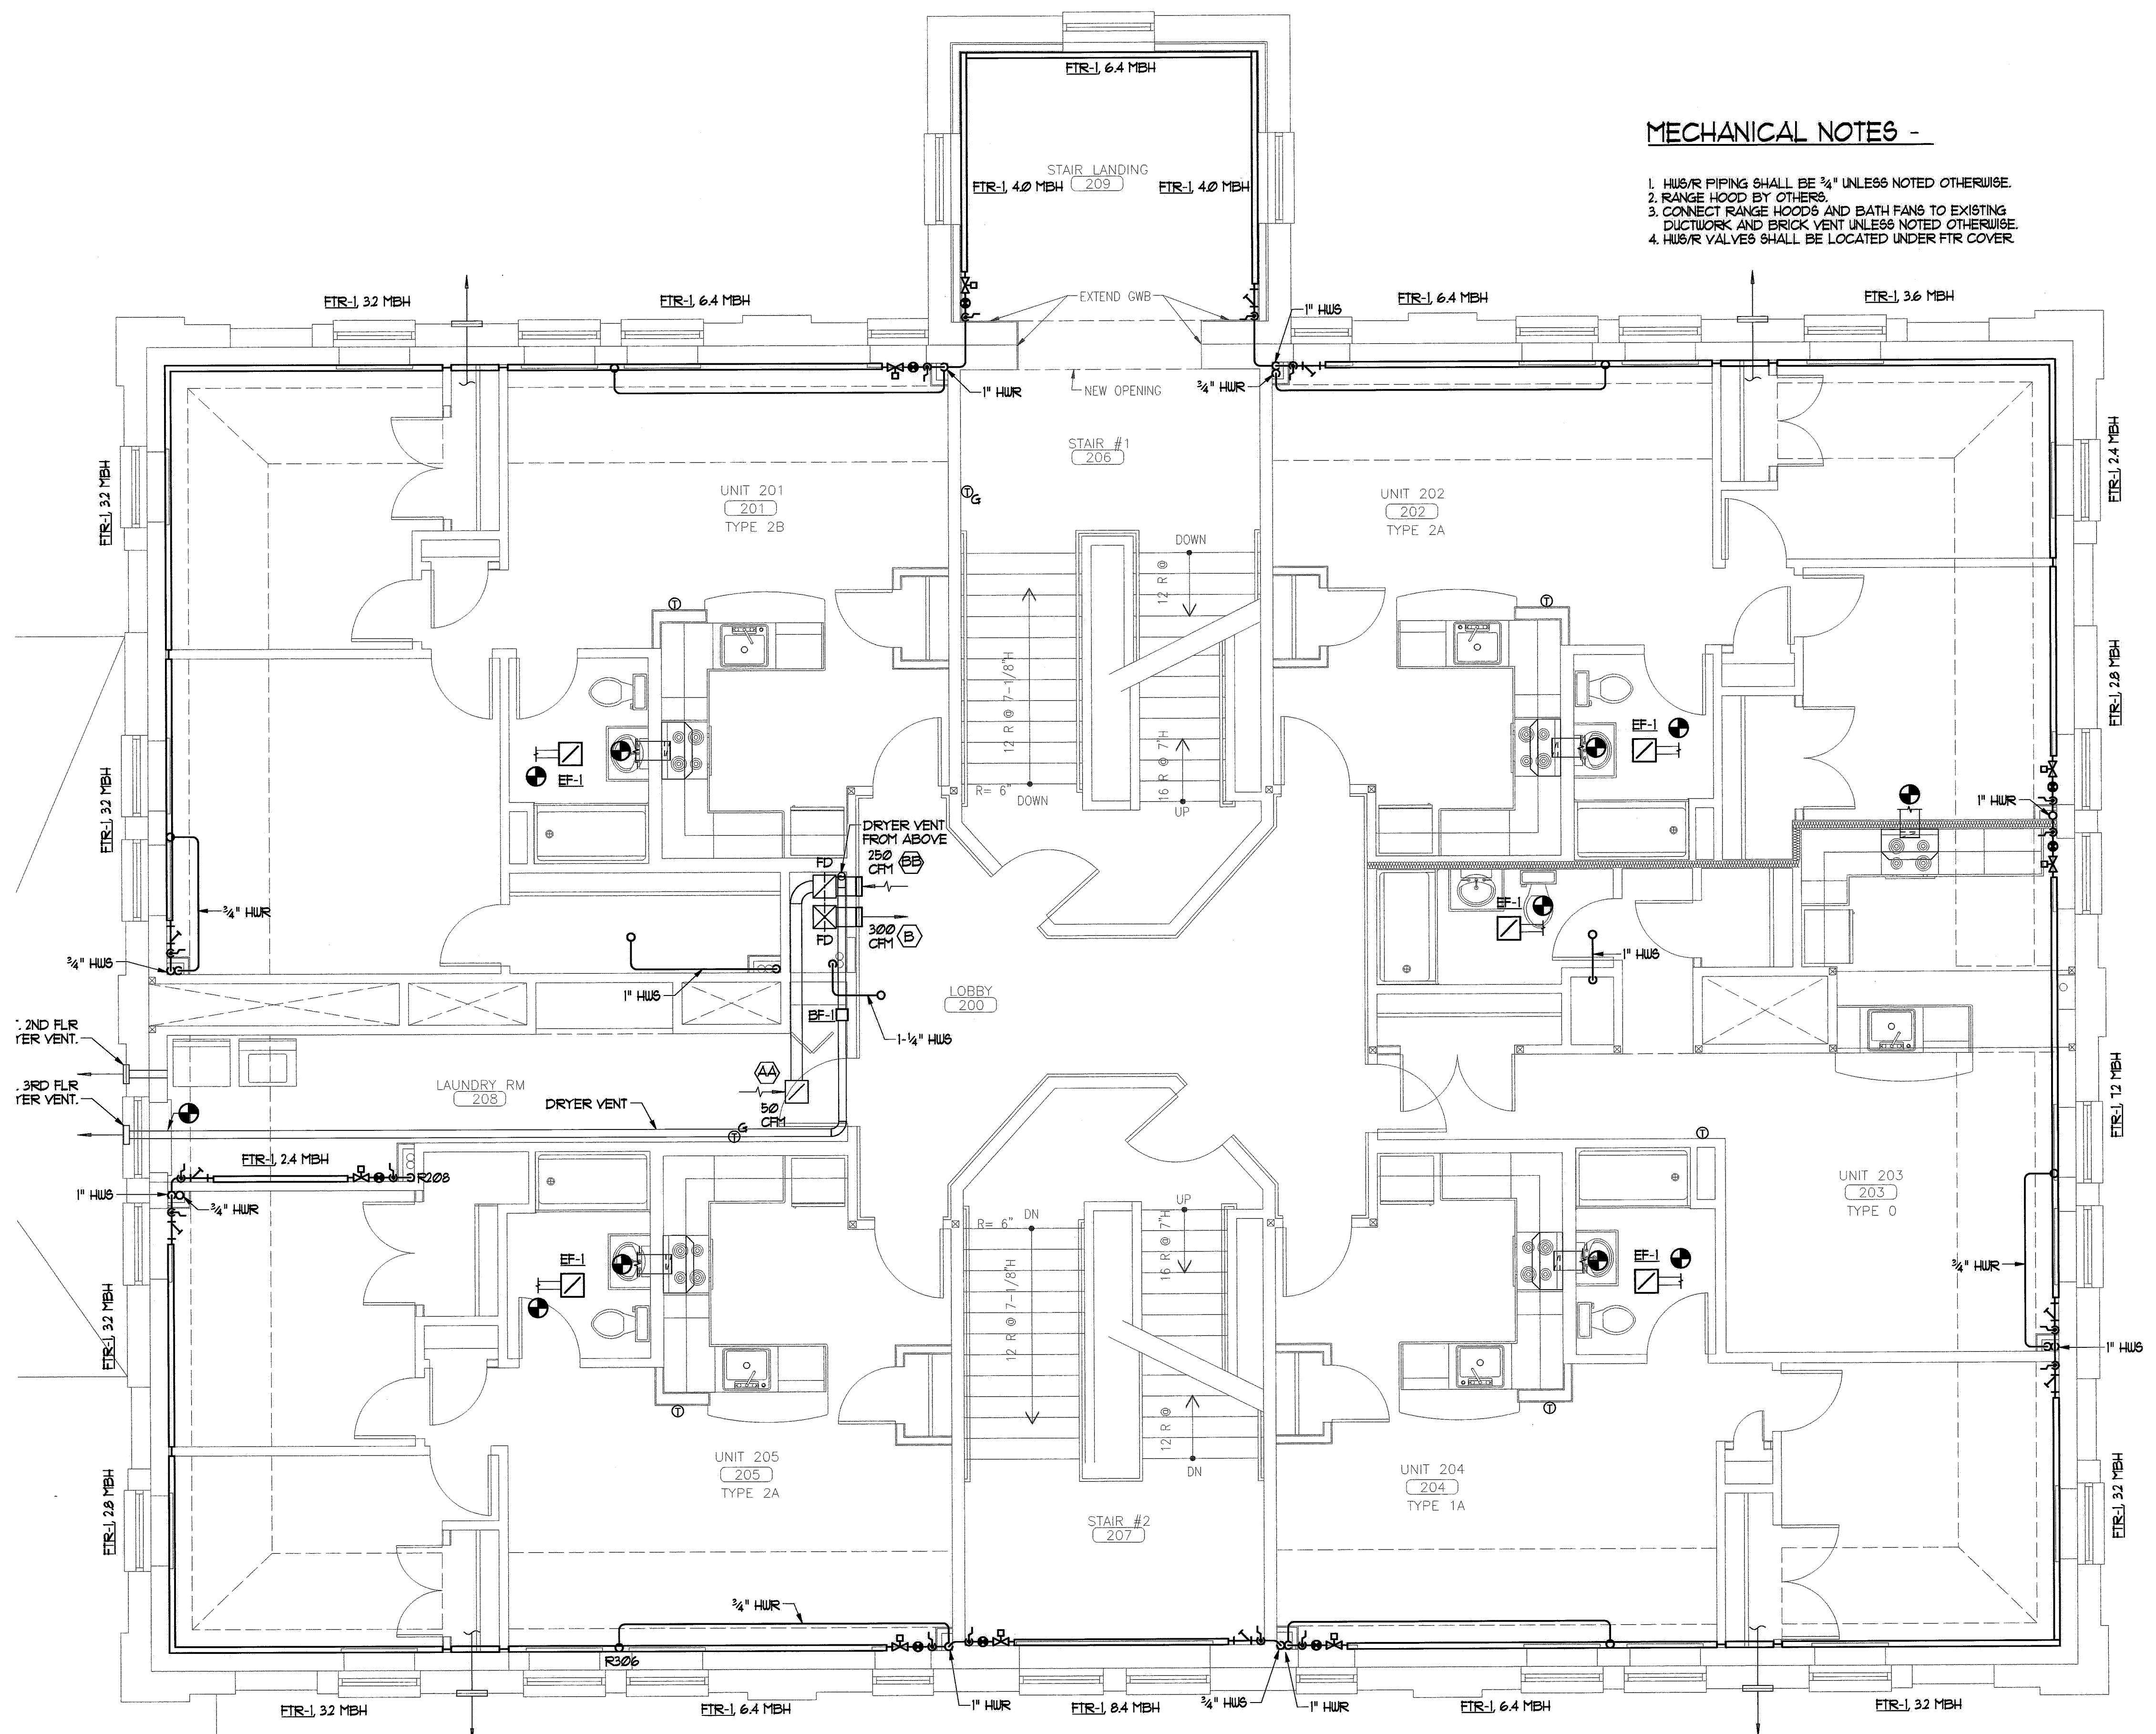 FTR-1, 6.4 MBH
STAIR LANDING
209
FTR-1, 4.0 MBH
FTR-1, 4.0 MBH
MECHANICAL NOTES -
1. HWS/R PIPING SHALL BE ¾" UNLESS NOTED OTHERWISE.
2. RANGE HOOD BY OTHERS.
3. CONNECT RANGE HOODS AND BATH FANS TO EXISTING
DUCTWORK AND BRICK VENT UNLESS NOTED OTHERWISE.
4. HWS/R VALVES SHALL BE LOCATED UNDER FTR COVER.
FTR-1, 3.2 MBH
FTR-1, 6.4 MBH
EXTEND GWB
1" HWS
FTR-1, 6.4 MBH
FTR-1, 3.6 MBH
1" HWR
NEW OPENING
¾" HWR
STAIR #1
206
FTR-1, 3.2 MBH
UNIT 201
201
TYPE 2B
T
G
UNIT 202
202
TYPE 2A
FTR-1, 2.4 MBH
DOWN
12 R @
T
T
12 R @ 7-1/8"H
FTR-1, 2.8 MBH
EF-1
EF-1
16 R @ 7"H
R= 6"
DOWN
UP
FTR-1, 3.2 MBH
1" HWR
DRYER VENT
FROM ABOVE
250
CFM
BB
FD
¾" HWR
300
CFM
B
FD
EF-1
¾" HWS
1" HWS
1" HWS
LOBBY
200
BF-1
1-¼" HWS
. 2ND FLR
YER VENT.
. 3RD FLR
YER VENT.
LAUNDRY RM
208
AA
DRYER VENT
50
CFM
T
G
FTR-1, 7.2 MBH
T
FTR-1, 2.4 MBH
R208
1" HWS
¾" HWR
UNIT 203
203
TYPE 0
UP
R= 6"
DN
16 R @ 7"H
12 R @ 7-1/8"H
EF-1
EF-1
¾" HWR
FTR-1, 3.2 MBH
1" HWS
T
T
12 R @
DN
UNIT 205
205
TYPE 2A
UNIT 204
204
TYPE 1A
FTR-1, 2.8 MBH
FTR-1, 3.2 MBH
STAIR #2
207
¾" HWR
R306
FTR-1, 3.2 MBH
FTR-1, 6.4 MBH
1" HWR
FTR-1, 8.4 MBH
¾" HWS
1" HWR
FTR-1, 6.4 MBH
FTR-1, 3.2 MBH